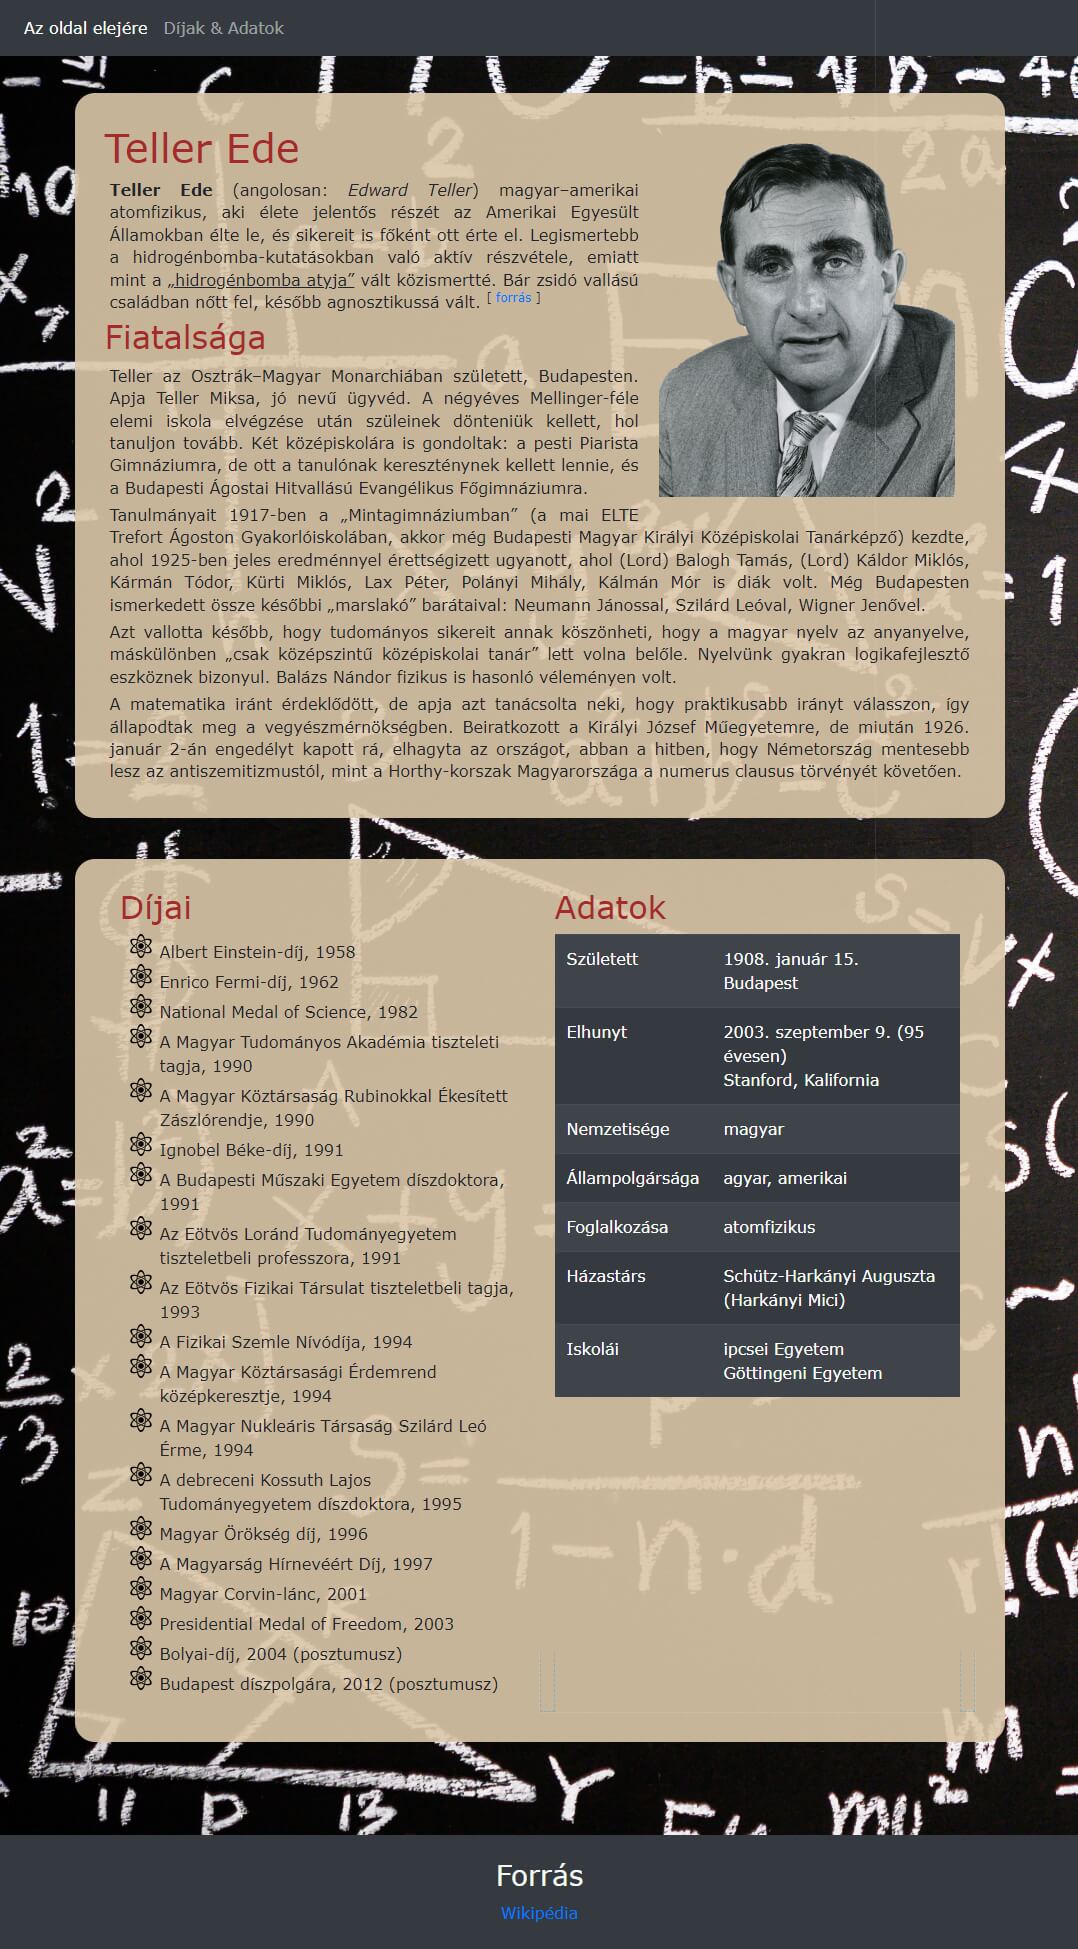 Az oldal elejére Díjak & Adatok
Teller Ede
Teller Ede (angolosan: Edward Teller) magyar–amerikai
atomfizikus, aki élete jelentős részét az Amerikai Egyesült
Államokban élte le, és sikereit is főként ott érte el. Legismertebb
a hidrogénbomba-kutatásokban való aktív részvétele, emiatt
mint a „hidrogénbomba atyja” vált közismertté. Bár zsidó vallású
családban nőtt fel, később agnosztikussá vált. [ forrás ]
Fiatalsága
Teller az Osztrák–Magyar Monarchiában született, Budapesten.
Apja Teller Miksa, jó nevű ügyvéd. A négyéves Mellinger-féle
elemi iskola elvégzése után szüleinek dönteniük kellett, hol
tanuljon tovább. Két középiskolára is gondoltak: a pesti Piarista
Gimnáziumra, de ott a tanulónak kereszténynek kellett lennie, és
a Budapesti Ágostai Hitvallású Evangélikus Főgimnáziumra.
Tanulmányait 1917-ben a „Mintagimnáziumban” (a mai ELTE
Trefort Ágoston Gyakorlóiskolában, akkor még Budapesti Magyar Királyi Középiskolai Tanárképző) kezdte,
ahol 1925-ben jeles eredménnyel érettségizett ugyanott, ahol (Lord) Balogh Tamás, (Lord) Káldor Miklós,
Kármán Tódor, Kürti Miklós, Lax Péter, Polányi Mihály, Kálmán Mór is diák volt. Még Budapesten
ismerkedett össze későbbi „marslakó” barátaival: Neumann Jánossal, Szilárd Leóval, Wigner Jenővel.
Azt vallotta később, hogy tudományos sikereit annak köszönheti, hogy a magyar nyelv az anyanyelve,
máskülönben „csak középszintű középiskolai tanár” lett volna belőle. Nyelvünk gyakran logikafejlesztő
eszköznek bizonyul. Balázs Nándor fizikus is hasonló véleményen volt.
A matematika iránt érdeklődött, de apja azt tanácsolta neki, hogy praktikusabb irányt válasszon, így
állapodtak meg a vegyészmérnökségben. Beiratkozott a Királyi József Műegyetemre, de miután 1926.
január 2-án engedélyt kapott rá, elhagyta az országot, abban a hitben, hogy Németország mentesebb
lesz az antiszemitizmustól, mint a Horthy-korszak Magyarországa a numerus clausus törvényét követően.
Díjai
Albert Einstein-díj, 1958
Enrico Fermi-díj, 1962
National Medal of Science, 1982
A Magyar Tudományos Akadémia tiszteleti
tagja, 1990
A Magyar Köztársaság Rubinokkal Ékesített
Zászlórendje, 1990
Ignobel Béke-díj, 1991
A Budapesti Műszaki Egyetem díszdoktora,
1991
Az Eötvös Loránd Tudományegyetem
tiszteletbeli professzora, 1991
Az Eötvös Fizikai Társulat tiszteletbeli tagja,
1993
A Fizikai Szemle Nívódíja, 1994
A Magyar Köztársasági Érdemrend
középkeresztje, 1994
A Magyar Nukleáris Társaság Szilárd Leó
Érme, 1994
A debreceni Kossuth Lajos
Tudományegyetem díszdoktora, 1995
Magyar Örökség díj, 1996
A Magyarság Hírnevéért Díj, 1997
Magyar Corvin-lánc, 2001
Presidential Medal of Freedom, 2003
Bolyai-díj, 2004 (posztumusz)
Budapest díszpolgára, 2012 (posztumusz)
Adatok
Született 1908. január 15.
Budapest
Elhunyt 2003. szeptember 9. (95
évesen)
Stanford, Kalifornia
Nemzetisége magyar
Állampolgársága agyar, amerikai
Foglalkozása atomfizikus
Házastárs Schütz-Harkányi Auguszta
(Harkányi Mici)
Iskolái ipcsei Egyetem
Göttingeni Egyetem
Forrás
Wikipédia